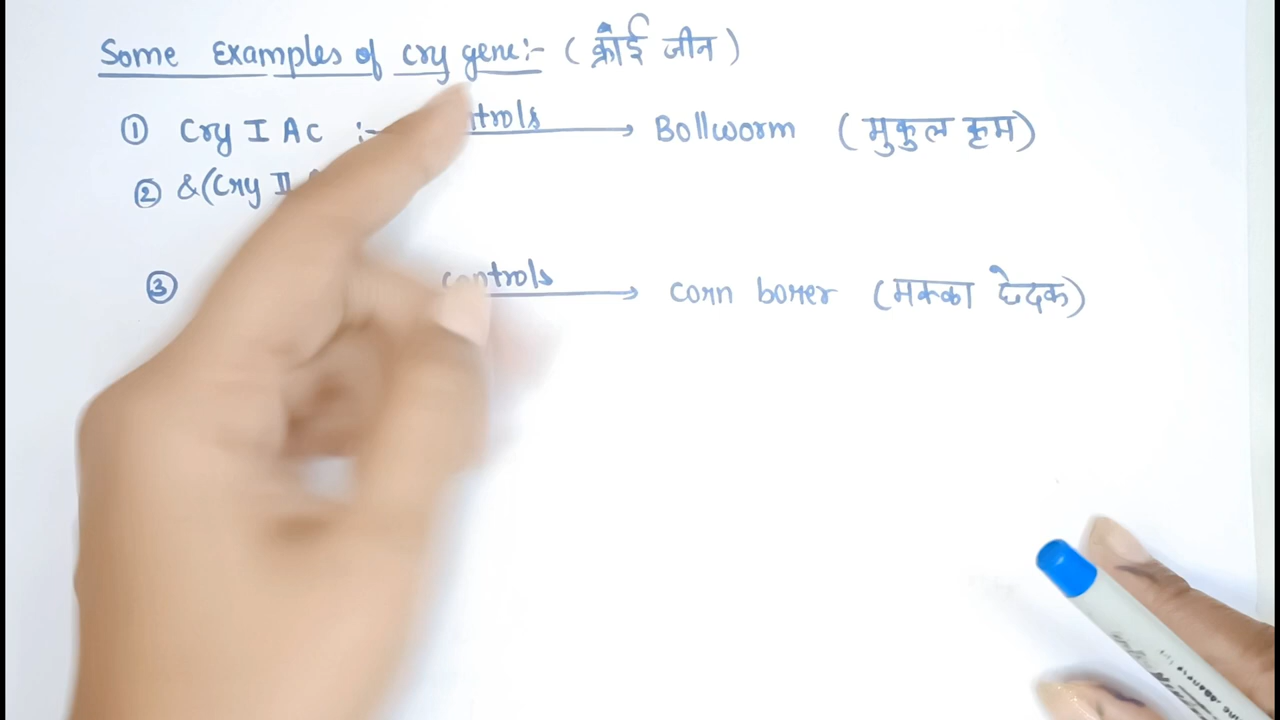 Some Examples of cry gene:- (क्राई जीन)
① Cry I Ac :- controls → Bollworm (मुकुल कृम)
② &(Cry II
③ controls → corn borer (मक्का छेदक)